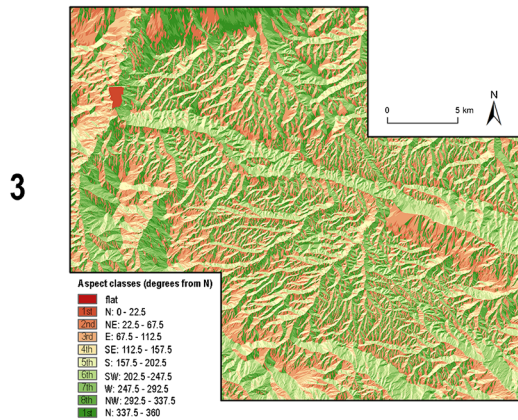 N
0 5 km
3
Aspect classes (degrees from N)
flat
1st N: 0 - 22.5
2nd NE: 22.5 - 67.5
3rd E: 67.5 - 112.5
4th SE: 112.5 - 157.5
5th S: 157.5 - 202.5
6th SW: 202.5 -247.5
7th W: 247.5 - 292.5
8th NW: 292.5 - 337.5
1st N: 337.5 - 360